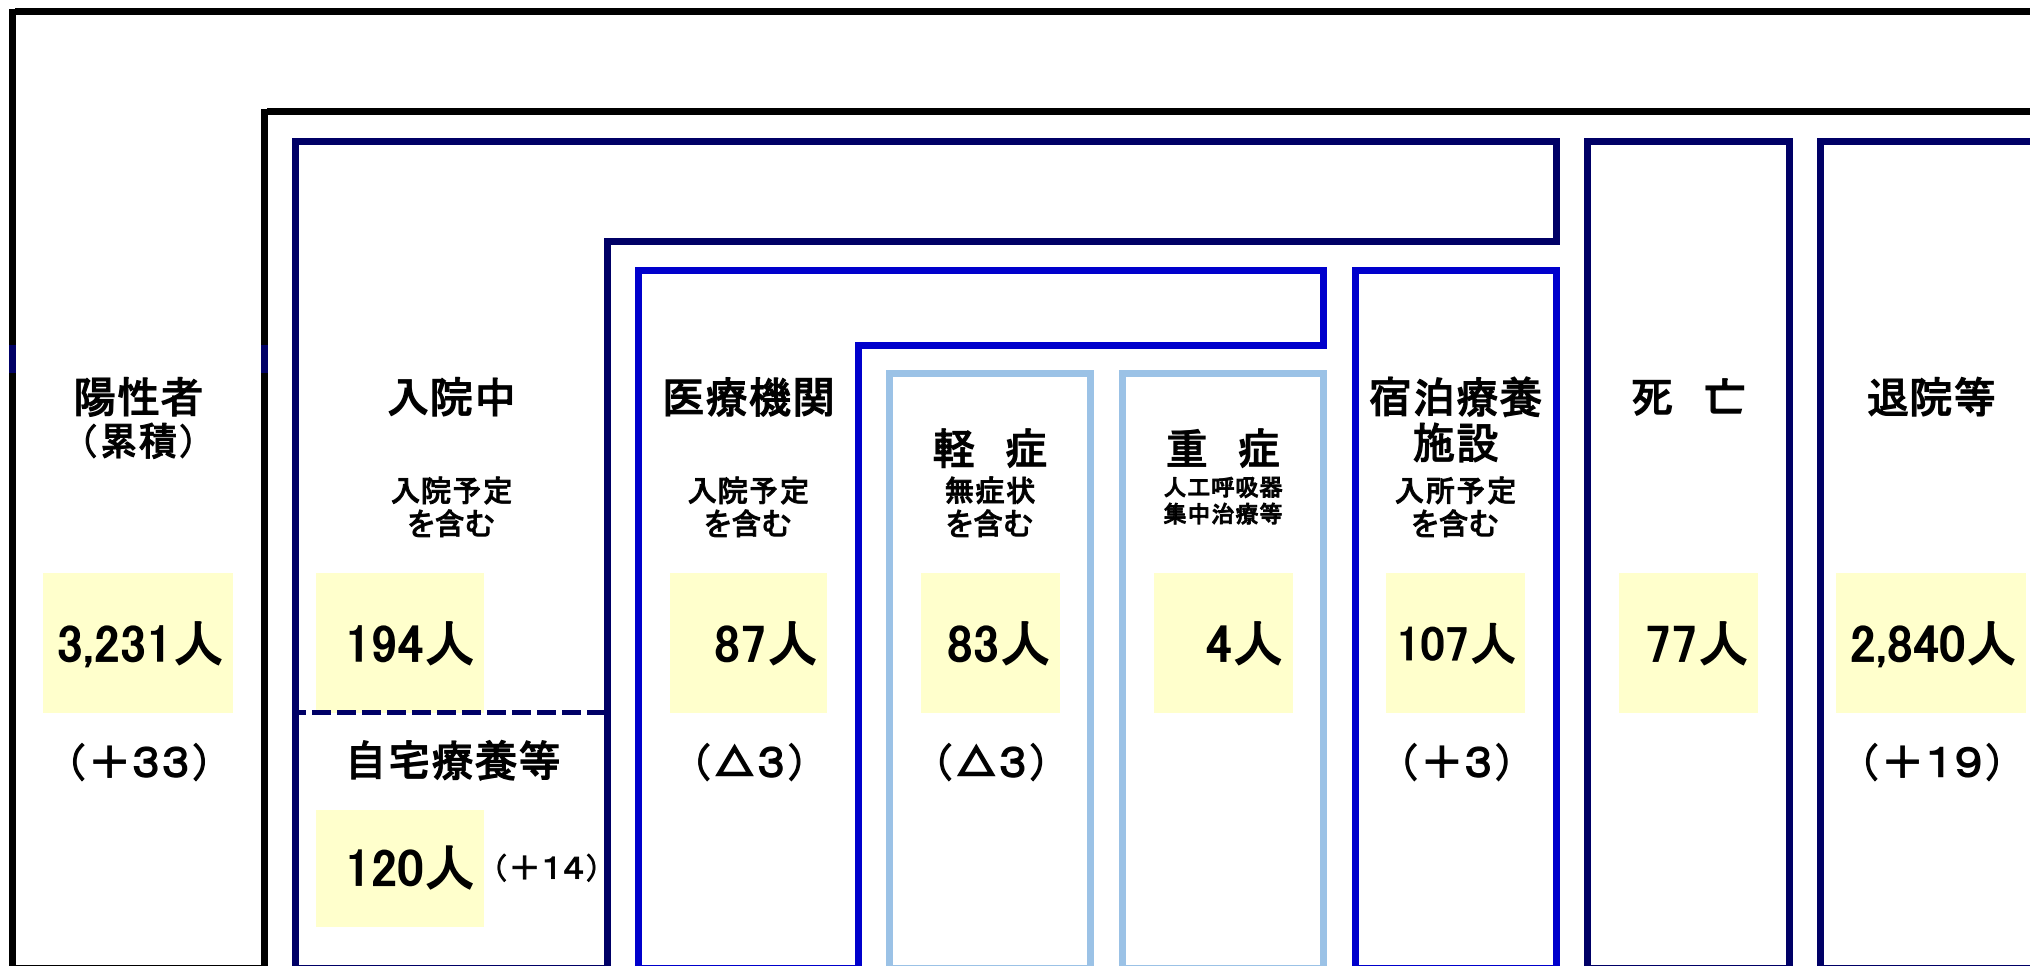 陽性者
（累積）
3,231人
（＋33）
入院中
入院予定
を含む
194人
自宅療養等
120人（＋14）
医療機関
入院予定
を含む
87人
（△3）
軽　症
無症状
を含む
83人
（△3）
重　症
人工呼吸器
集中治療等
4人
宿泊療養
施設
入所予定
を含む
107人
（＋3）
死　亡
77人
退院等
2,840人
（＋19）